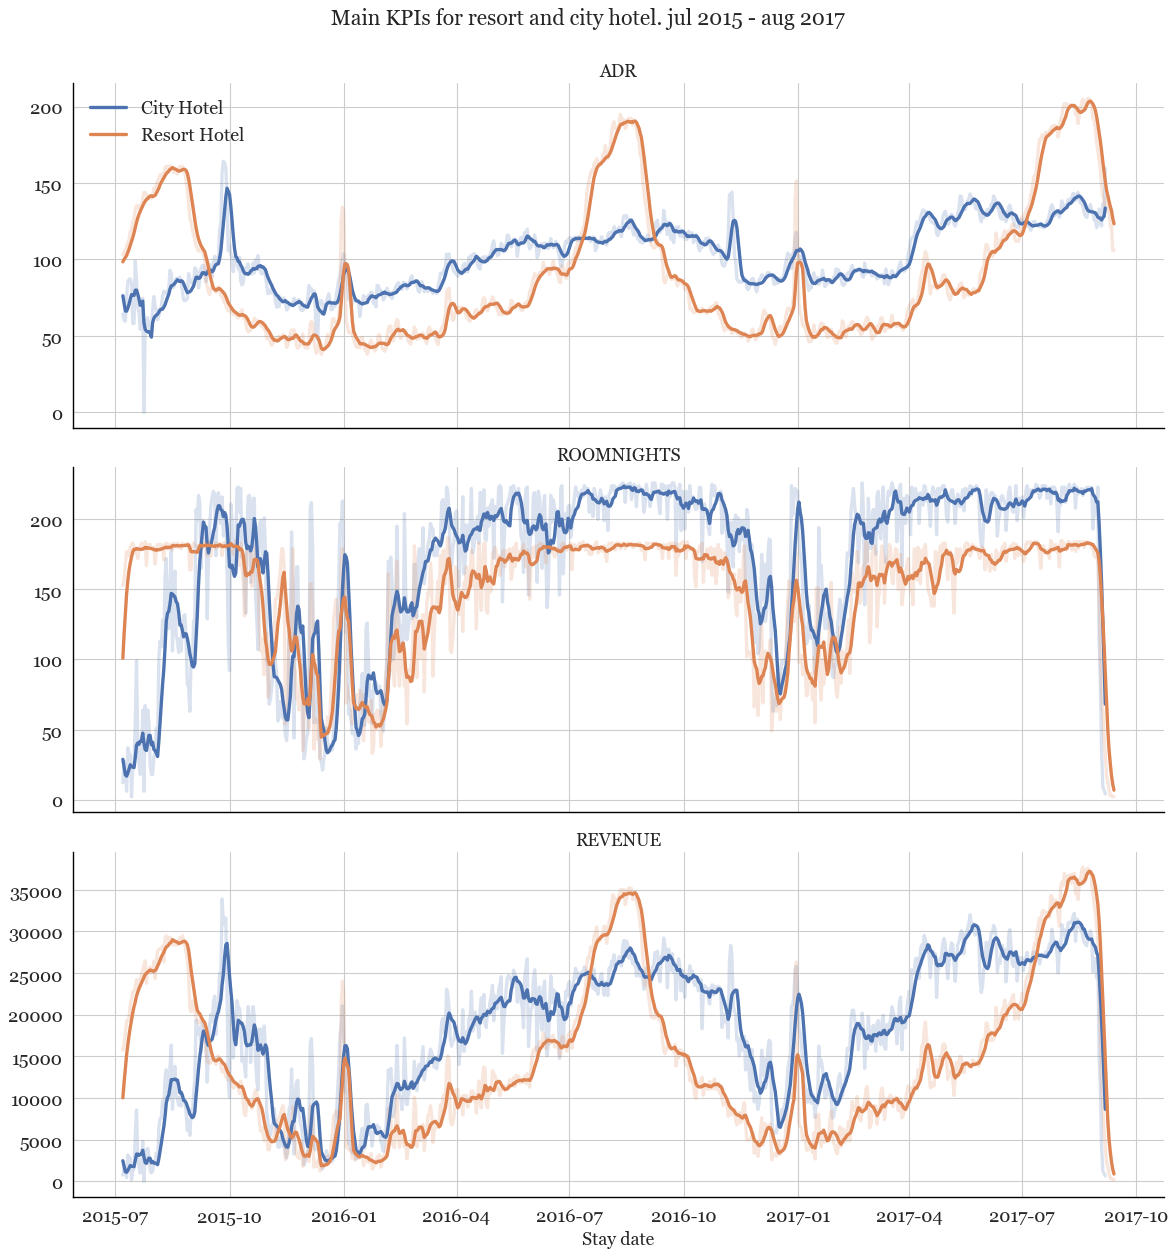 Main KPIs for resort and city hotel. jul 2015 - aug 2017
ADR
City Hotel
Resort Hotel
200
150
100
50
0
ROOMNIGHTS
200
150
100
50
0
REVENUE
35000
30000
25000
20000
15000
10000
5000
0
2015-07 2015-10 2016-01 2016-04 2016-07 2016-10 2017-01 2017-04 2017-07 2017-10
Stay date